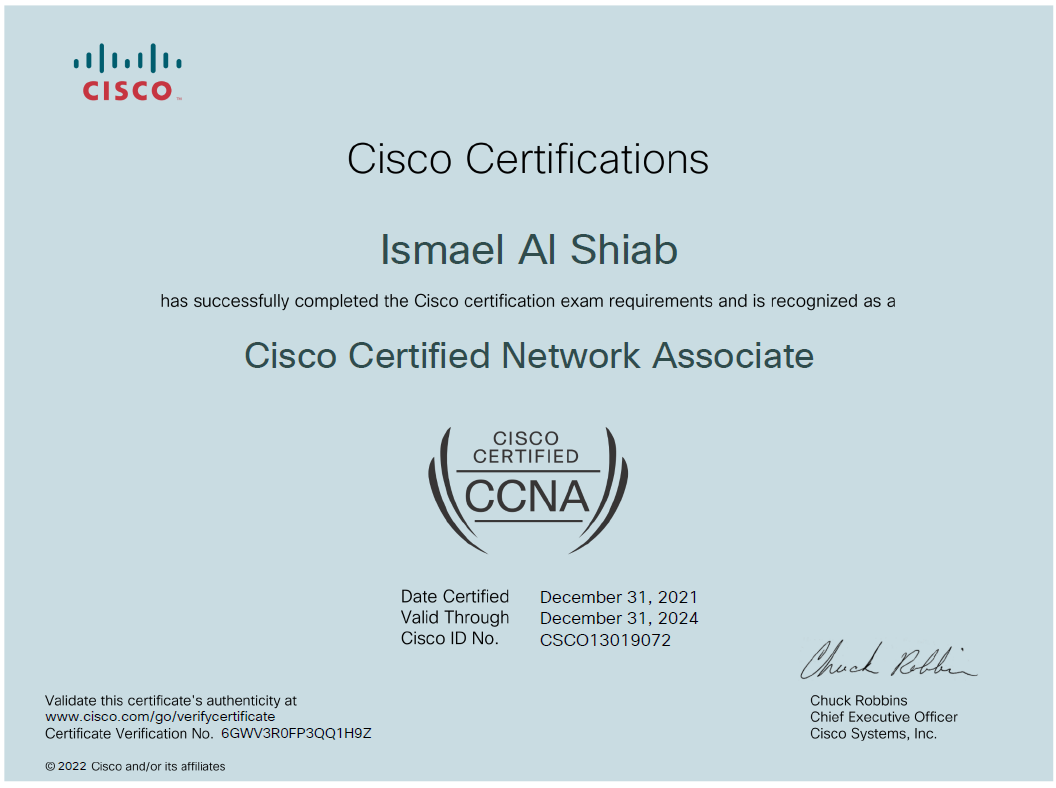 CISCO
Cisco Certifications
Ismael Al Shiab
has successfully completed the Cisco certification exam requirements and is recognized as a
Cisco Certified Network Associate
CISCO
CERTIFIED
CCNA
Date Certified December 31, 2021
Valid Through December 31, 2024
Cisco ID No. CSCO13019072
Chuck Robbins
Validate this certificate's authenticity at
www.cisco.com/go/verifycertificate
Certificate Verification No. 6GWV3R0FP3QQ1H9Z
Chuck Robbins
Chief Executive Officer
Cisco Systems, Inc.
© 2022 Cisco and/or its affiliates